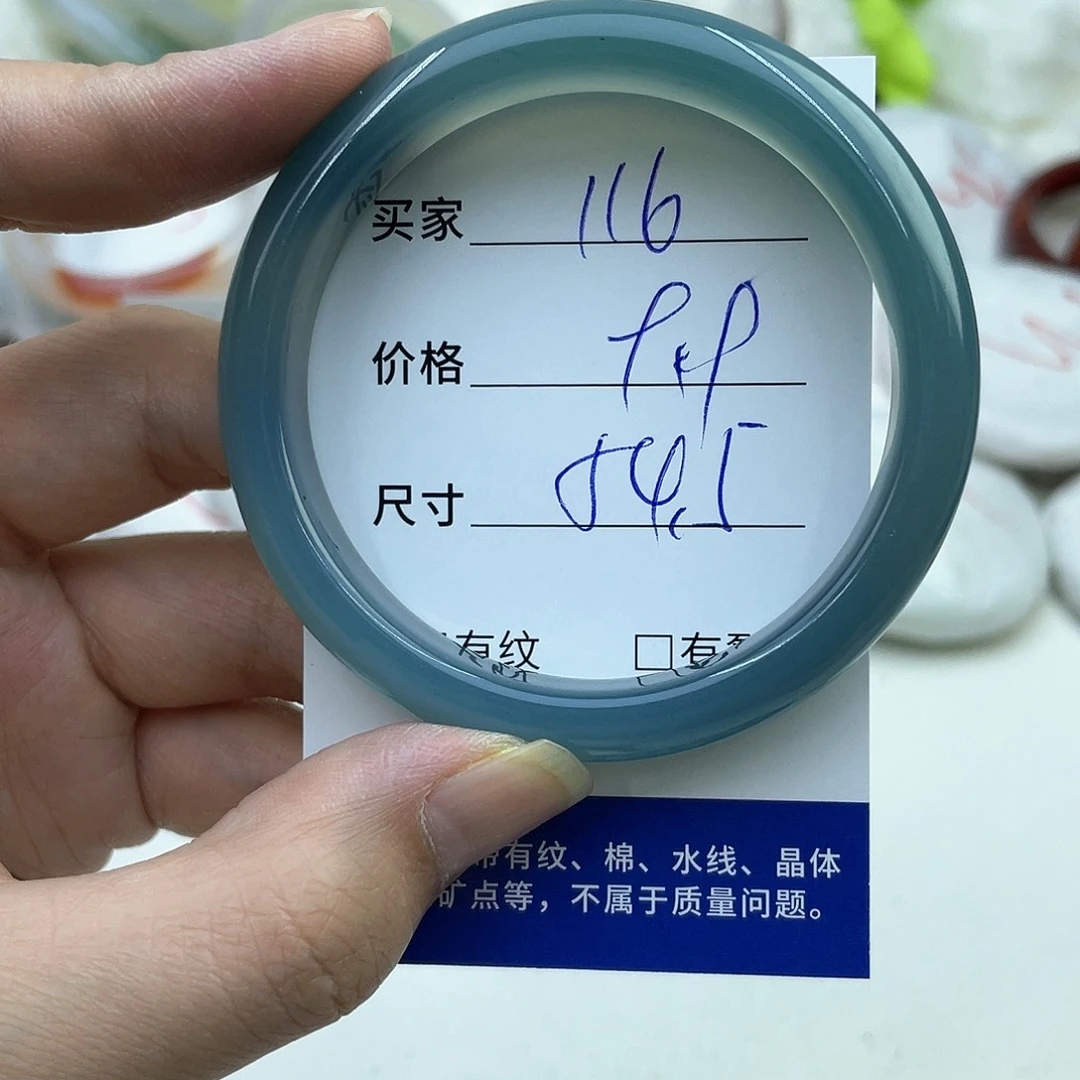 买家 116
价格
尺寸 54.5
有纹 □有
带有纹、棉、水线、晶体
矿点等，不属于质量问题。